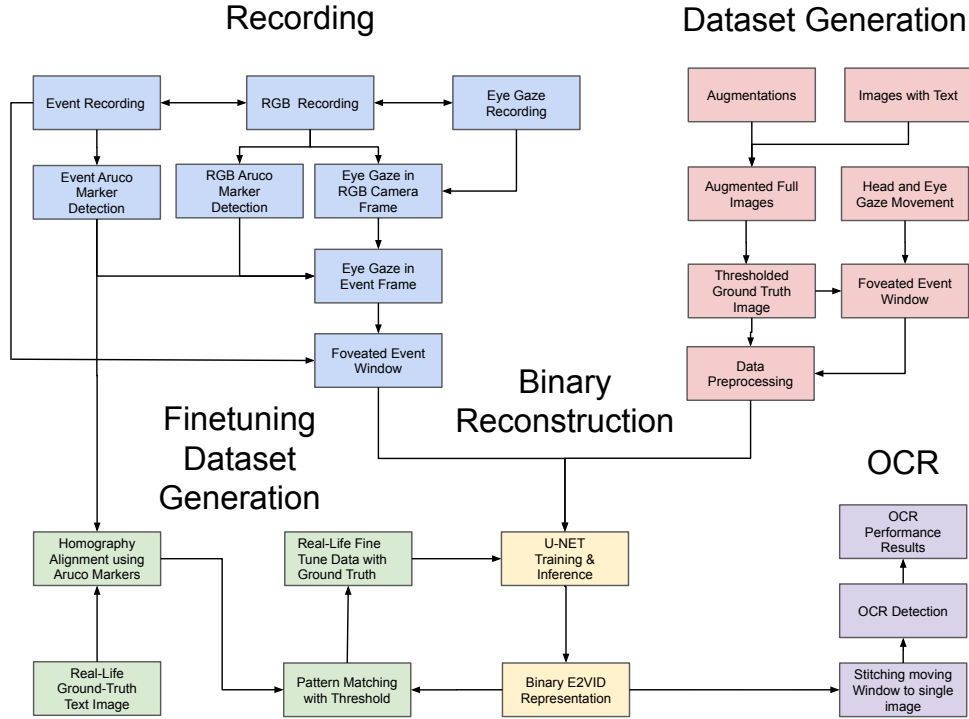 Recording
Dataset Generation
Event Recording
RGB Recording
Eye Gaze
Recording
Augmentations
Images with Text
Event Aruco
Marker
Detection
RGB Aruco
Marker
Detection
Eye Gaze in
RGB Camera
Frame
Augmented Full
Images
Head and Eye
Gaze Movement
Eye Gaze in
Event Frame
Thresholded
Ground Truth
Image
Foveated Event
Window
Foveated Event
Window
Data
Preprocessing
Binary
Reconstruction
Finetuning
Dataset
Generation
OCR
Homography
Alignment using
Aruco Markers
Real-Life Fine
Tune Data with
Ground Truth
U-NET
Training &
Inference
OCR
Performance
Results
OCR Detection
Real-Life
Ground-Truth
Text Image
Pattern Matching
with Threshold
Binary E2VID
Representation
Stitching moving
Window to single
image